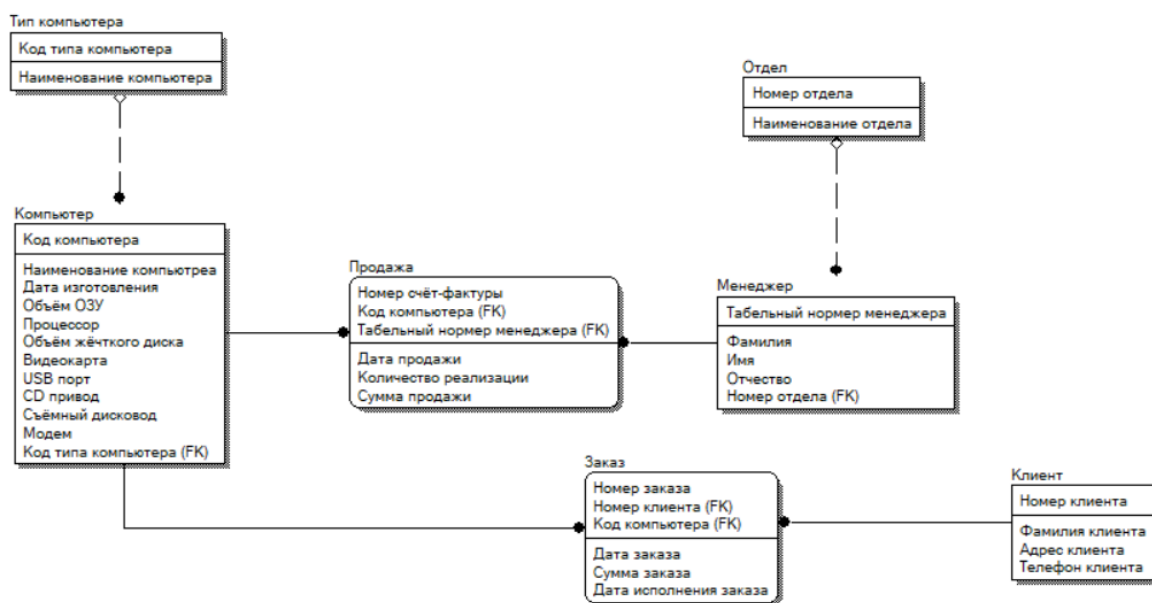 Тип компьютера
Код типа компьютера
Наименование компьютера
Отдел
Номер отдела
Наименование отдела
Компьютер
Код компьютера
Наименование компьютреа
Дата изготовления
Объём ОЗУ
Процессор
Объём жёчткого диска
Видеокарта
USB порт
CD привод
Съёмный дисковод
Модем
Код типа компьютера (FK)
Продажа
Номер счёт-фактуры
Код компьютера (FK)
Табельный нормер менеджера (FK)
Дата продажи
Количество реализации
Сумма продажи
Менеджер
Табельный нормер менеджера
Фамилия
Имя
Отчество
Номер отдела (FK)
Заказ
Номер заказа
Номер клиента (FK)
Код компьютера (FK)
Дата заказа
Сумма заказа
Дата исполнения заказа
Клиент
Номер клиента
Фамилия клиента
Адрес клиента
Телефон клиента